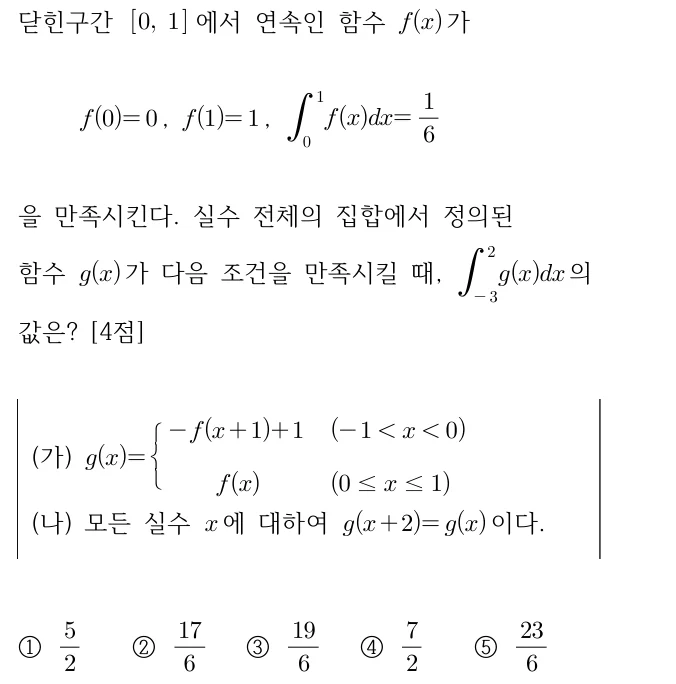 닫힌구간 [0, 1]에서 연속인 함수 f(x)가
f(0)=0, f(1)=1, ∫₀¹ f(x)dx = 1/6
을 만족시킨다. 실수 전체의 집합에서 정의된
함수 g(x)가 다음 조건을 만족시킬 때, ∫₋₃² g(x)dx의
값은? [4점]
(가) g(x)= { -f(x+1)+1 (-1<x<0)
f(x) (0≤x≤1)
(나) 모든 실수 x에 대하여 g(x+2)=g(x)이다.
① 5/2 ② 17/6 ③ 19/6 ④ 7/2 ⑤ 23/6